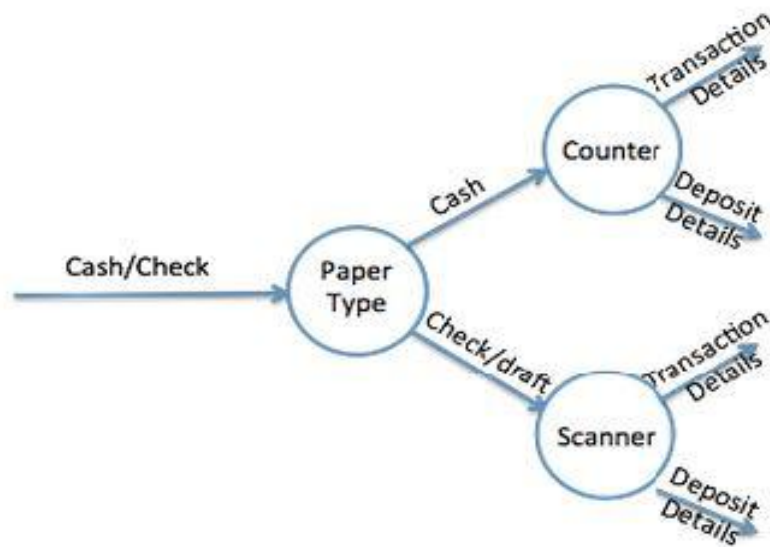 Transaction
Details
Counter
Deposit
Details
Cash
Cash/Check
Paper
Type
Check/draft
Transaction
Details
Scanner
Deposit
Details